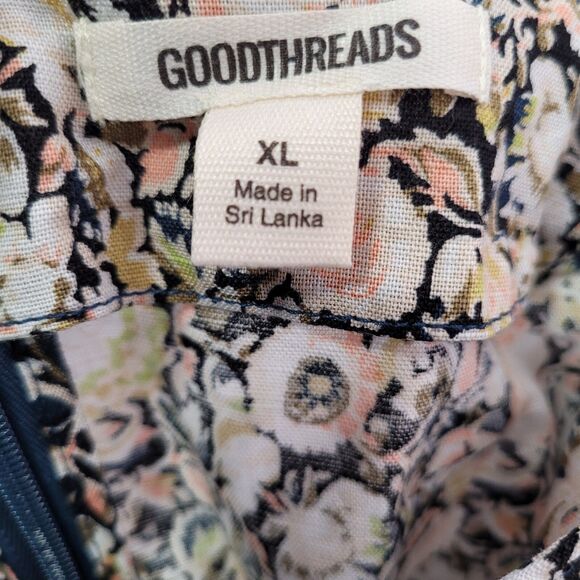 GOODTHREADS
XL
Made in
Sri Lanka